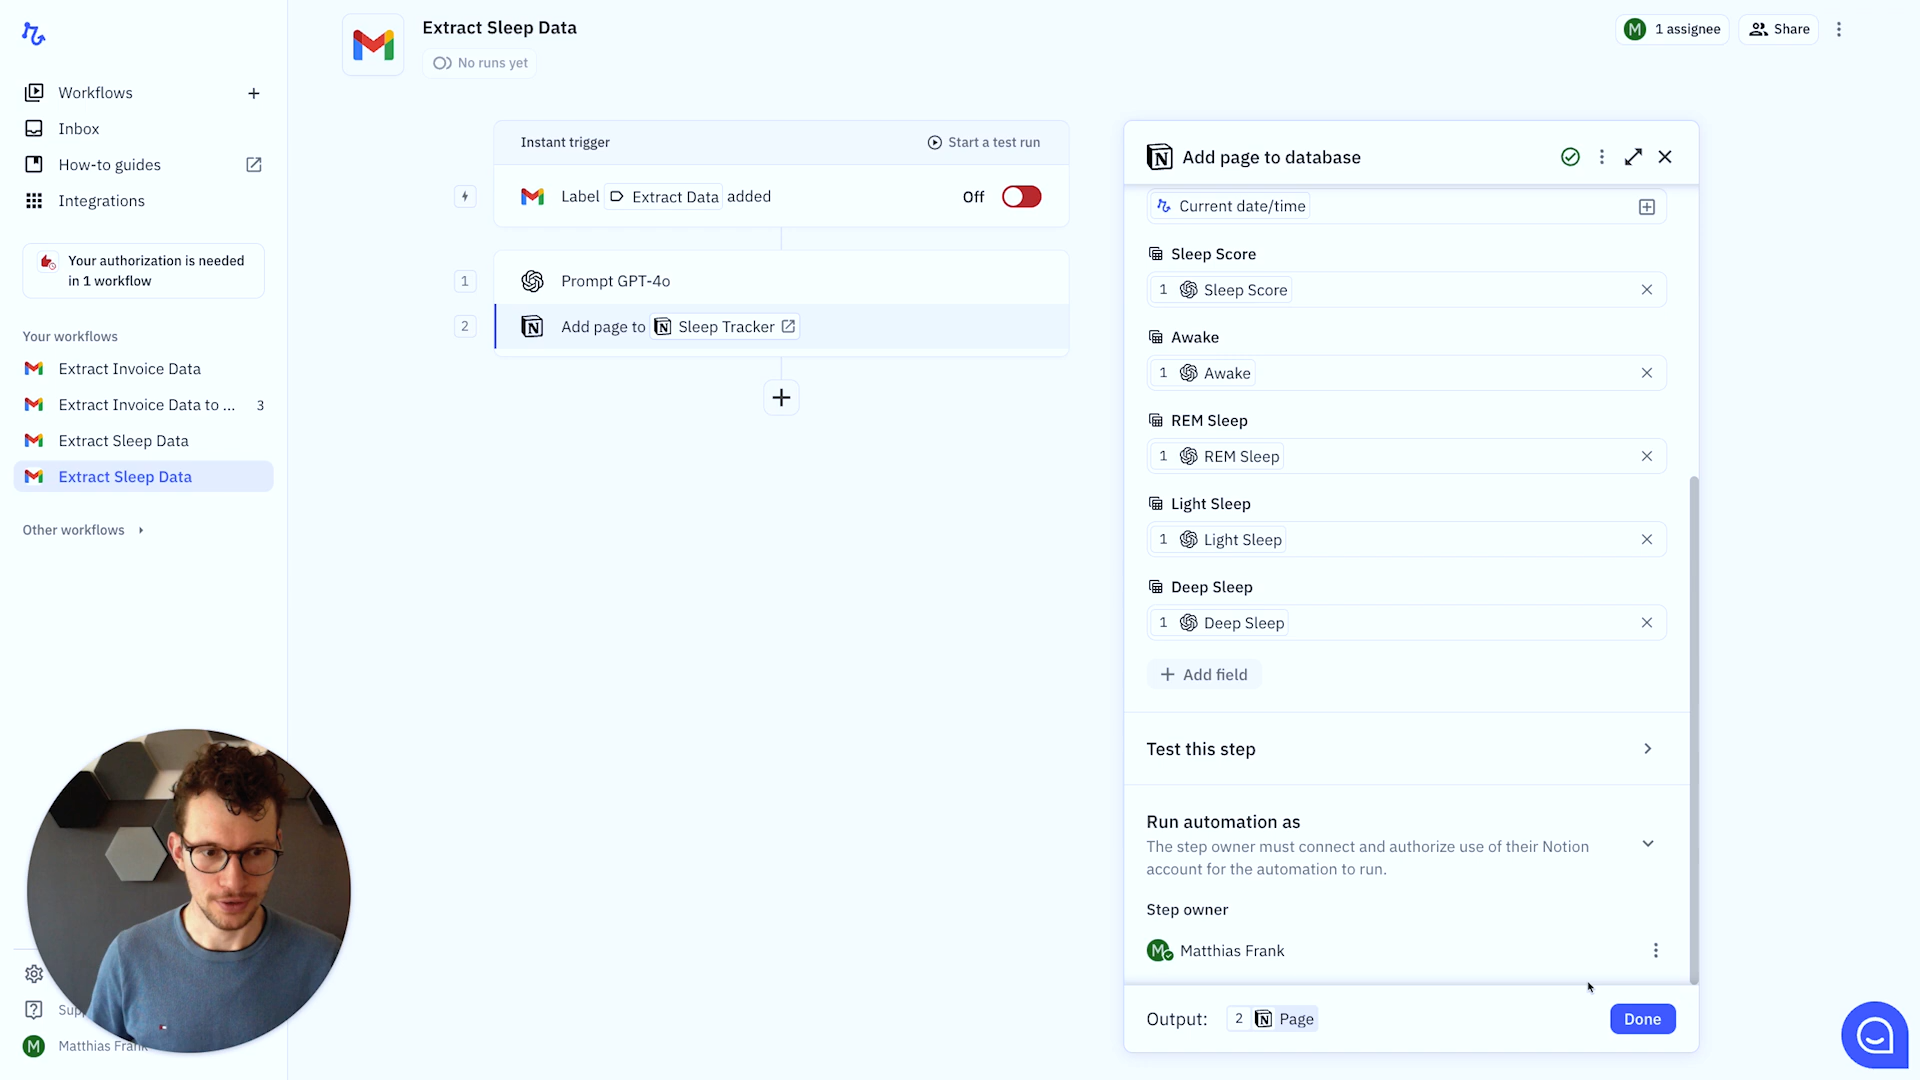 Extract Sleep Data
No runs yet
1 assignee
Share
Workflows
Inbox
How-to guides
Integrations
Your authorization is needed
in 1 workflow
Your workflows
Extract Invoice Data
Extract Invoice Data to ... 3
Extract Sleep Data
Extract Sleep Data
Other workflows
Matthias Frank
Instant trigger
Start a test run
Label Extract Data added
Off
1 Prompt GPT-4o
2 Add page to Sleep Tracker
Add page to database
Current date/time
Sleep Score
1 Sleep Score
Awake
1 Awake
REM Sleep
1 REM Sleep
Light Sleep
1 Light Sleep
Deep Sleep
1 Deep Sleep
Add field
Test this step
Run automation as
The step owner must connect and authorize use of their Notion
account for the automation to run.
Step owner
M Matthias Frank
Output: 2 Page
Done